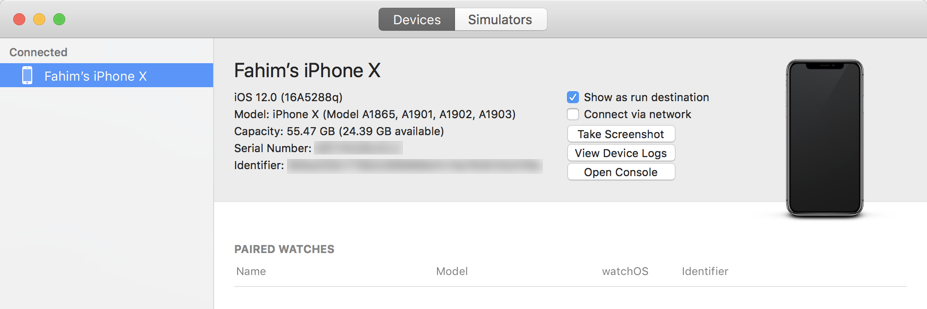 Devices Simulators
Connected
Fahim's iPhone X
Fahim's iPhone X
iOS 12.0 (16A5288q)
Model: iPhone X (Model A1865, A1901, A1902, A1903)
Capacity: 55.47 GB (24.39 GB available)
Serial Number:
Identifier:
Show as run destination
Connect via network
Take Screenshot
View Device Logs
Open Console
PAIRED WATCHES
Name Model watchOS Identifier